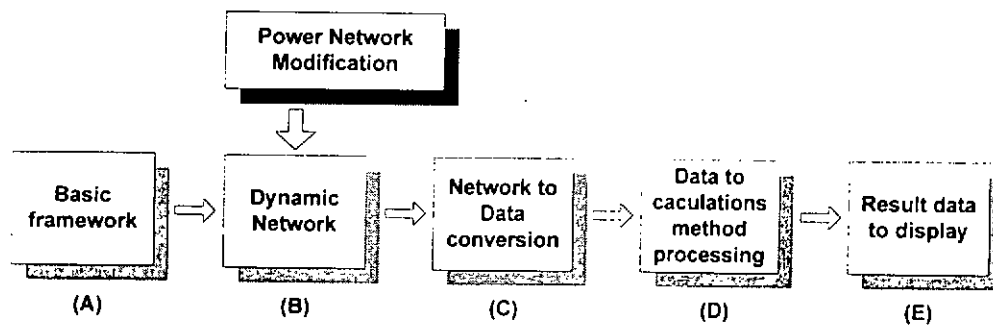 Power Network
Modification
Basic
framework
Dynamic
Network
Network to
Data
conversion
Data to
caculations
method
processing
Result data
to display
(A)
(B)
(C)
(D)
(E)